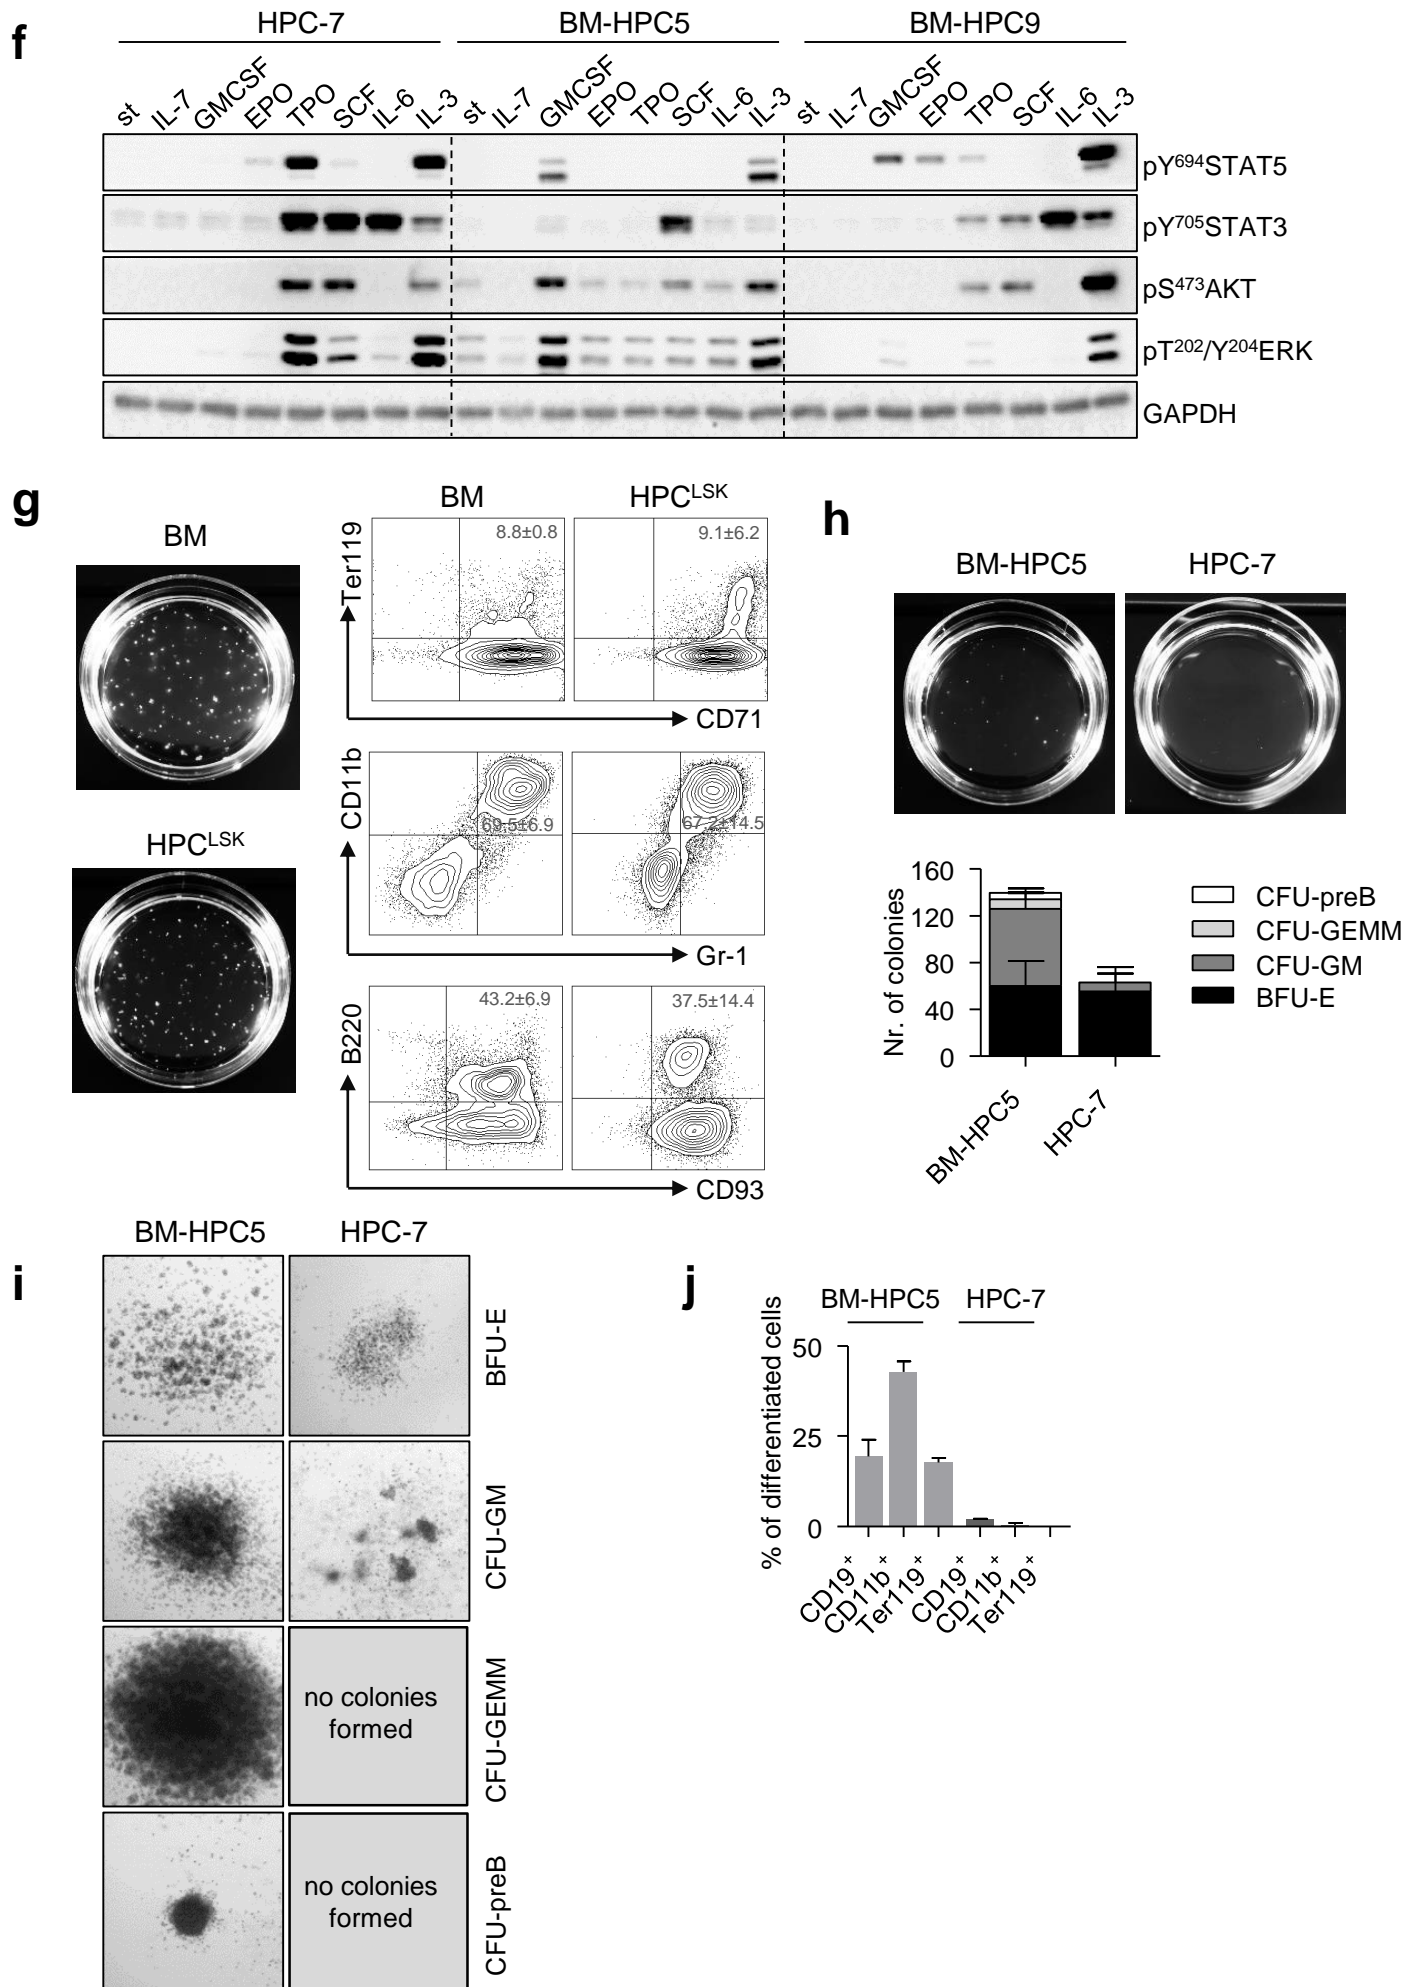 f
HPC-7 BM-HPC5 BM-HPC9
st IL-7 GMCSF EPO TPO SCF IL-6 IL-3 st IL-7 GMCSF EPO TPO SCF IL-6 IL-3 st IL-7 GMCSF EPO TPO SCF IL-6 IL-3
pY694STAT5
pY705STAT3
pS473AKT
pT202/Y204ERK
GAPDH
g
BM
HPCLSK
BM HPCLSK
Ter119
8.8±0.8 9.1±6.2
CD71
CD11b
69.5±6.9 67.2±14.5
Gr-1
B220
43.2±6.9 37.5±14.4
CD93
h
BM-HPC5 HPC-7
Nr. of colonies
160
120
80
40
0
BM-HPC5 HPC-7
CFU-preB
CFU-GEMM
CFU-GM
BFU-E
i
BM-HPC5 HPC-7
BFU-E
CFU-GM
no colonies
formed
CFU-GEMM
no colonies
formed
CFU-preB
j
BM-HPC5 HPC-7
% of differentiated cells
50
25
0
CD19+ CD11b+ Ter119+ CD19+ CD11b+ Ter119+